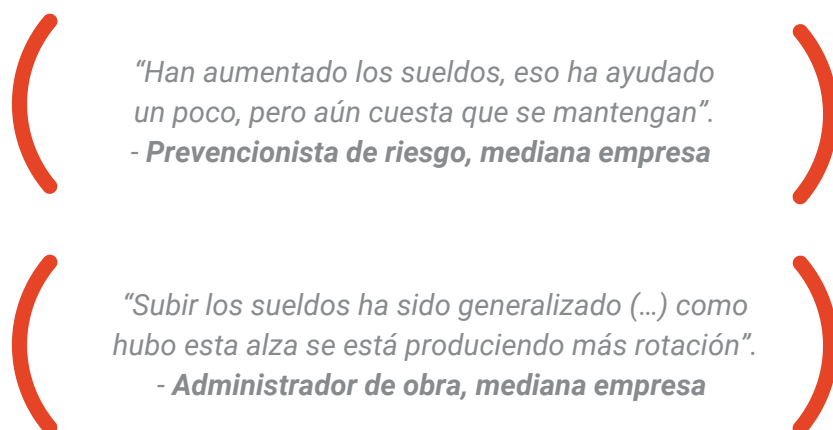 “Han aumentado los sueldos, eso ha ayudado
un poco, pero aún cuesta que se mantengan”.
- Prevencionista de riesgo, mediana empresa
“Subir los sueldos ha sido generalizado (…) como
hubo esta alza se está produciendo más rotación”.
- Administrador de obra, mediana empresa